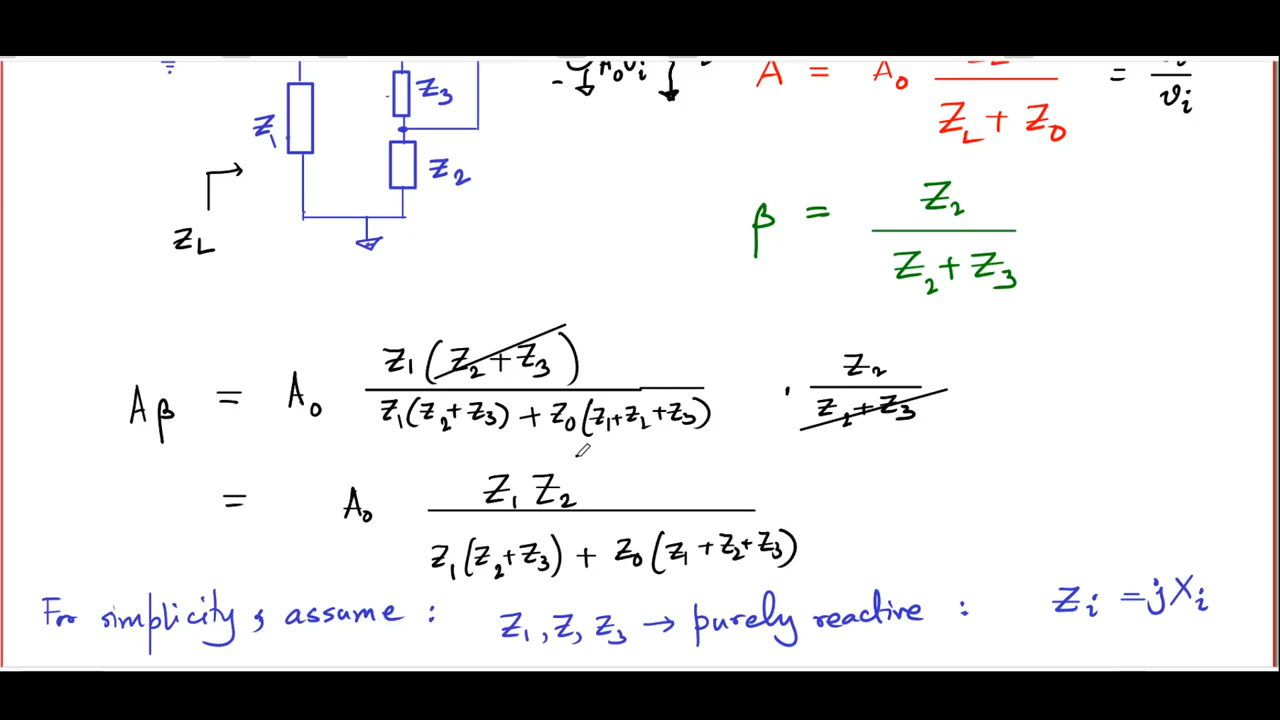 Z3
Z1
Z2
ZL
- A0vi
A = A0 ZL / (ZL + Z0) = / vi
β = Z2 / (Z2 + Z3)
Aβ = A0 Z1(Z2+Z3) / (Z1(Z2+Z3) + Z0(Z1+Z2+Z3)) · Z2 / (Z2+Z3)
= A0 Z1 Z2 / (Z1(Z2+Z3) + Z0(Z1+Z2+Z3))
For simplicity, assume : Z1, Z, Z3 → purely reactive : Zi = jXi